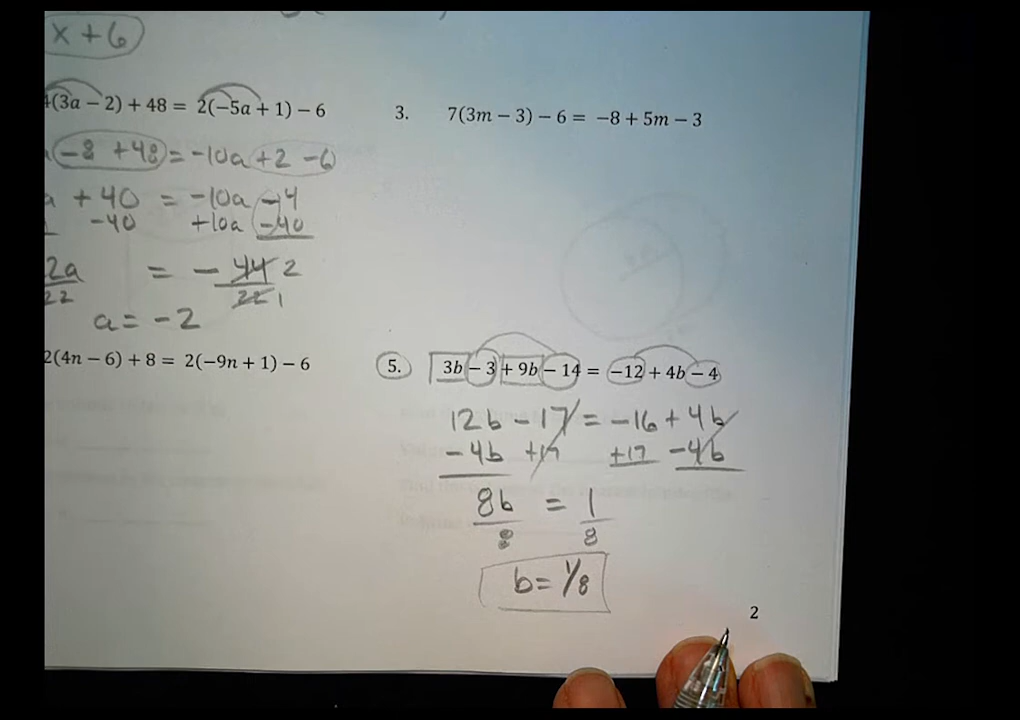 x + 6
4(3a − 2) + 48 = 2(−5a + 1) − 6
−8 + 48 = −10a + 2 − 6
a + 40 = −10a − 4
−40 +10a −40
2a = − 44 2
22 22 1
a = −2
2(4n − 6) + 8 = 2(−9n + 1) − 6
3. 7(3m − 3) − 6 = −8 + 5m − 3
5. 3b − 3 + 9b − 14 = −12 + 4b − 4
12b − 17 = −16 + 4b
− 4b +17 +17 −4b
8b = 1
8 8
b = 1/8
2